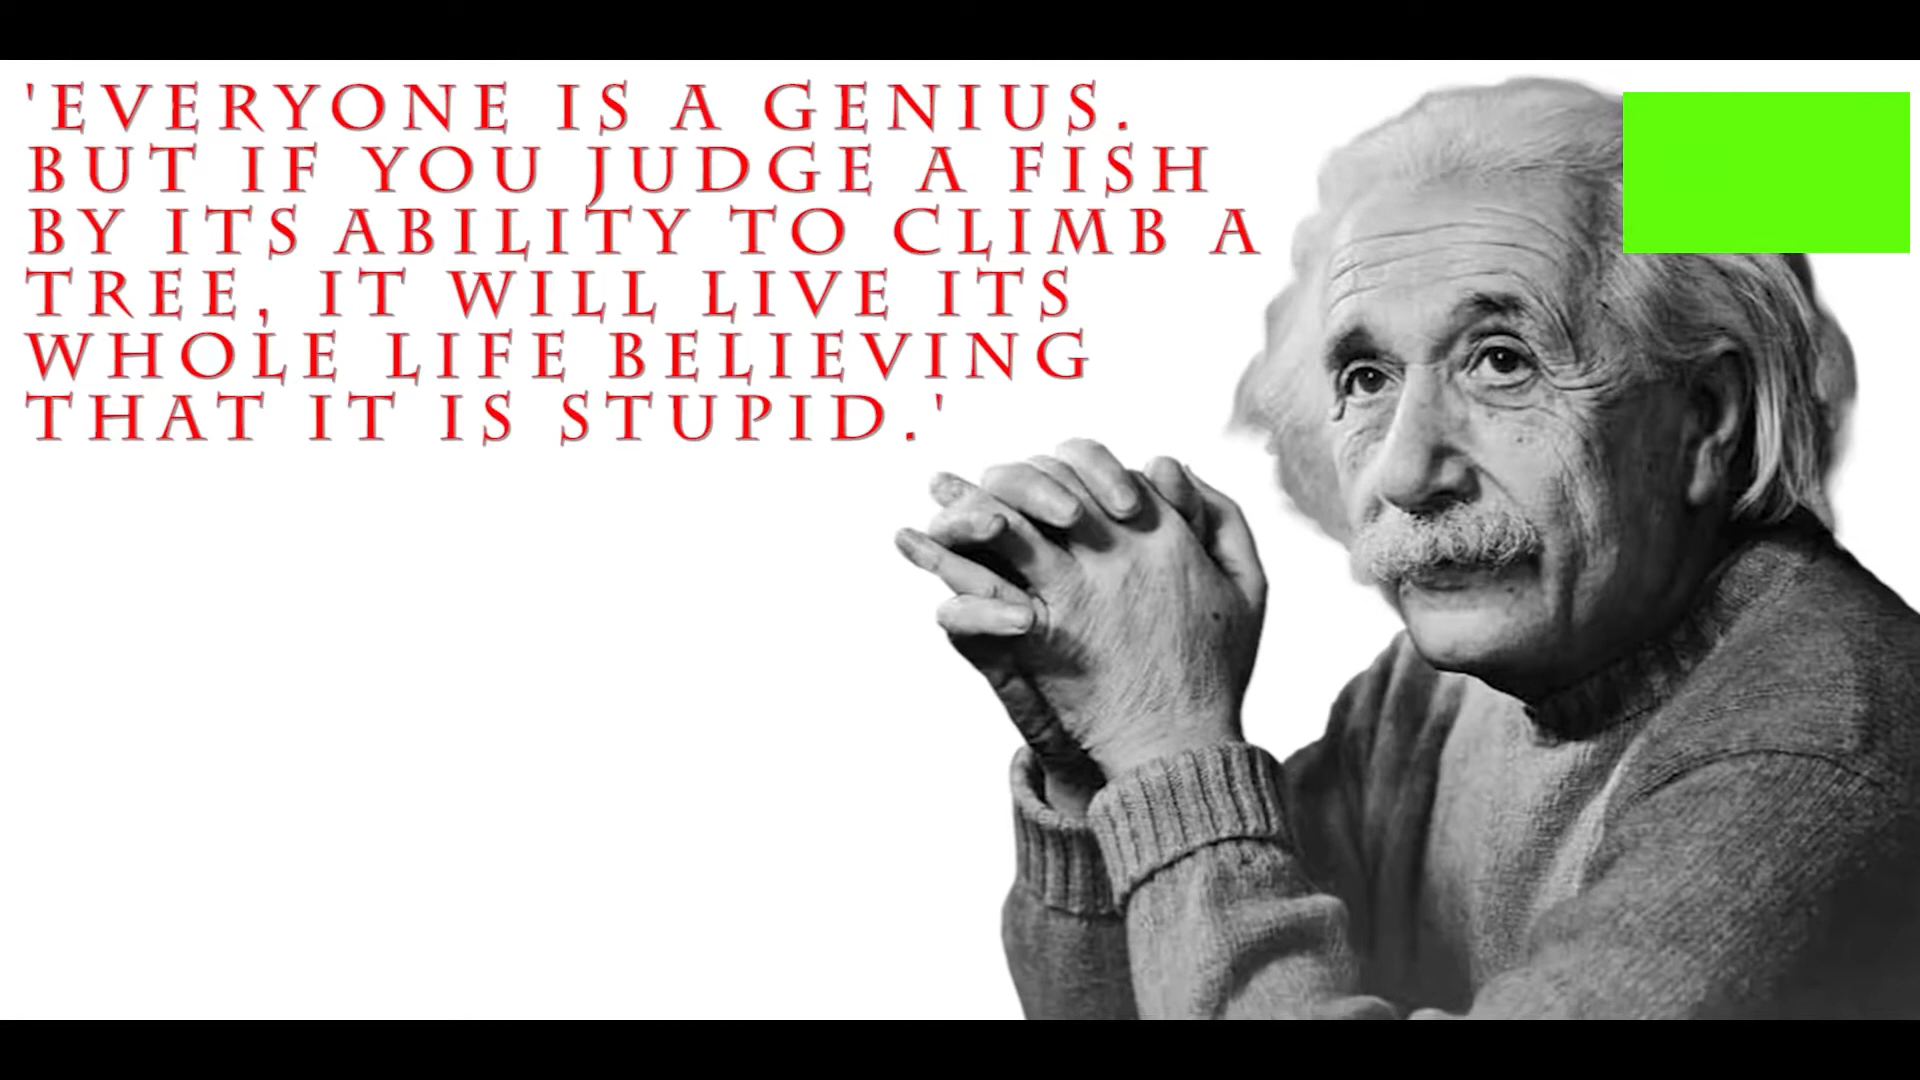 'EVERYONE IS A GENIUS.
BUT IF YOU JUDGE A FISH
BY ITS ABILITY TO CLIMB A
TREE, IT WILL LIVE ITS
WHOLE LIFE BELIEVING
THAT IT IS STUPID.'